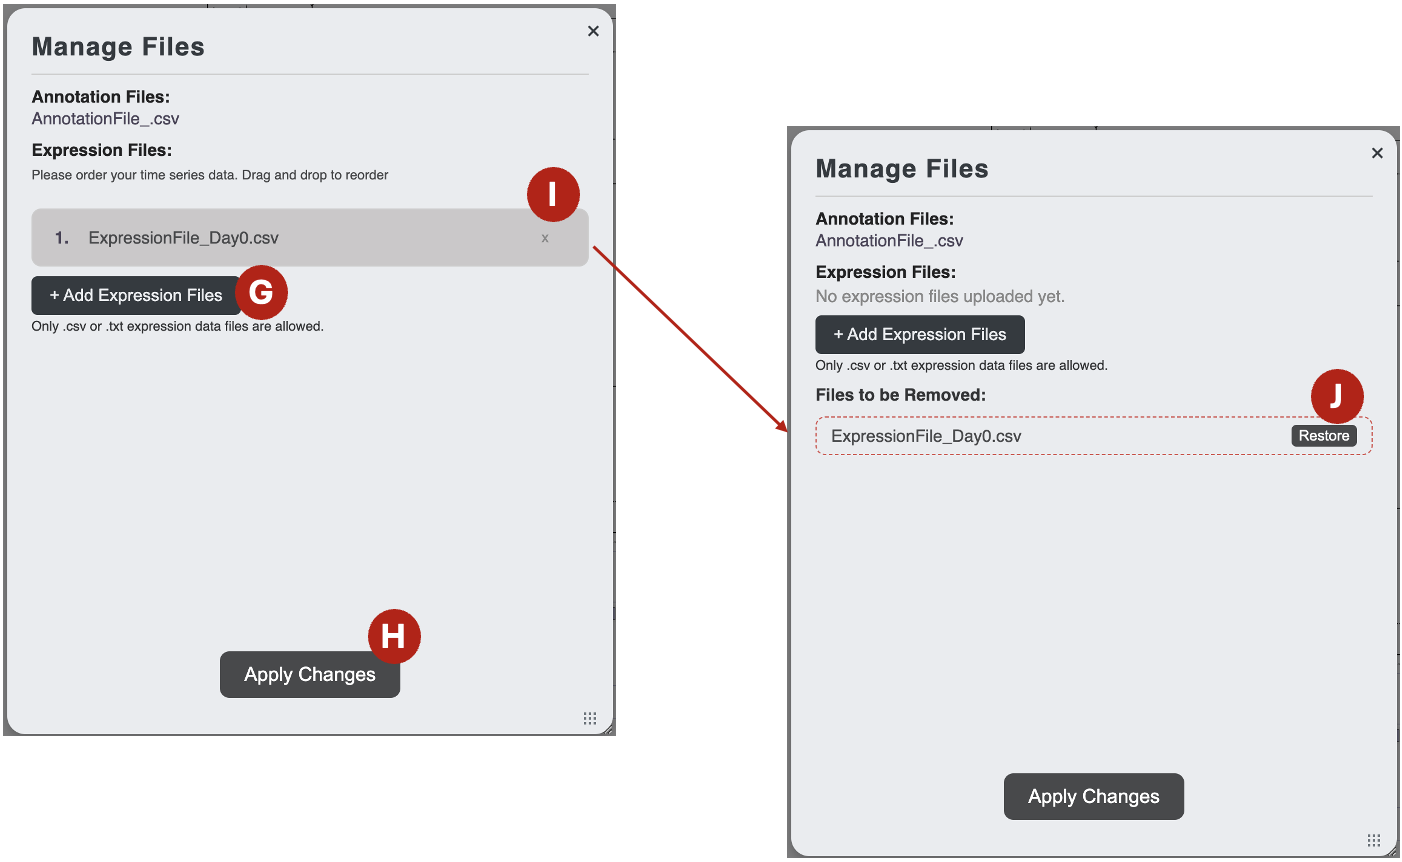 Manage Files
×
Annotation Files:
AnnotationFile_.csv
Expression Files:
Please order your time series data. Drag and drop to reorder
I
1. ExpressionFile_Day0.csv x
+ Add Expression Files
G
Only .csv or .txt expression data files are allowed.
H
Apply Changes
Manage Files
×
Annotation Files:
AnnotationFile_.csv
Expression Files:
No expression files uploaded yet.
+ Add Expression Files
Only .csv or .txt expression data files are allowed.
Files to be Removed:
J
ExpressionFile_Day0.csv Restore
Apply Changes